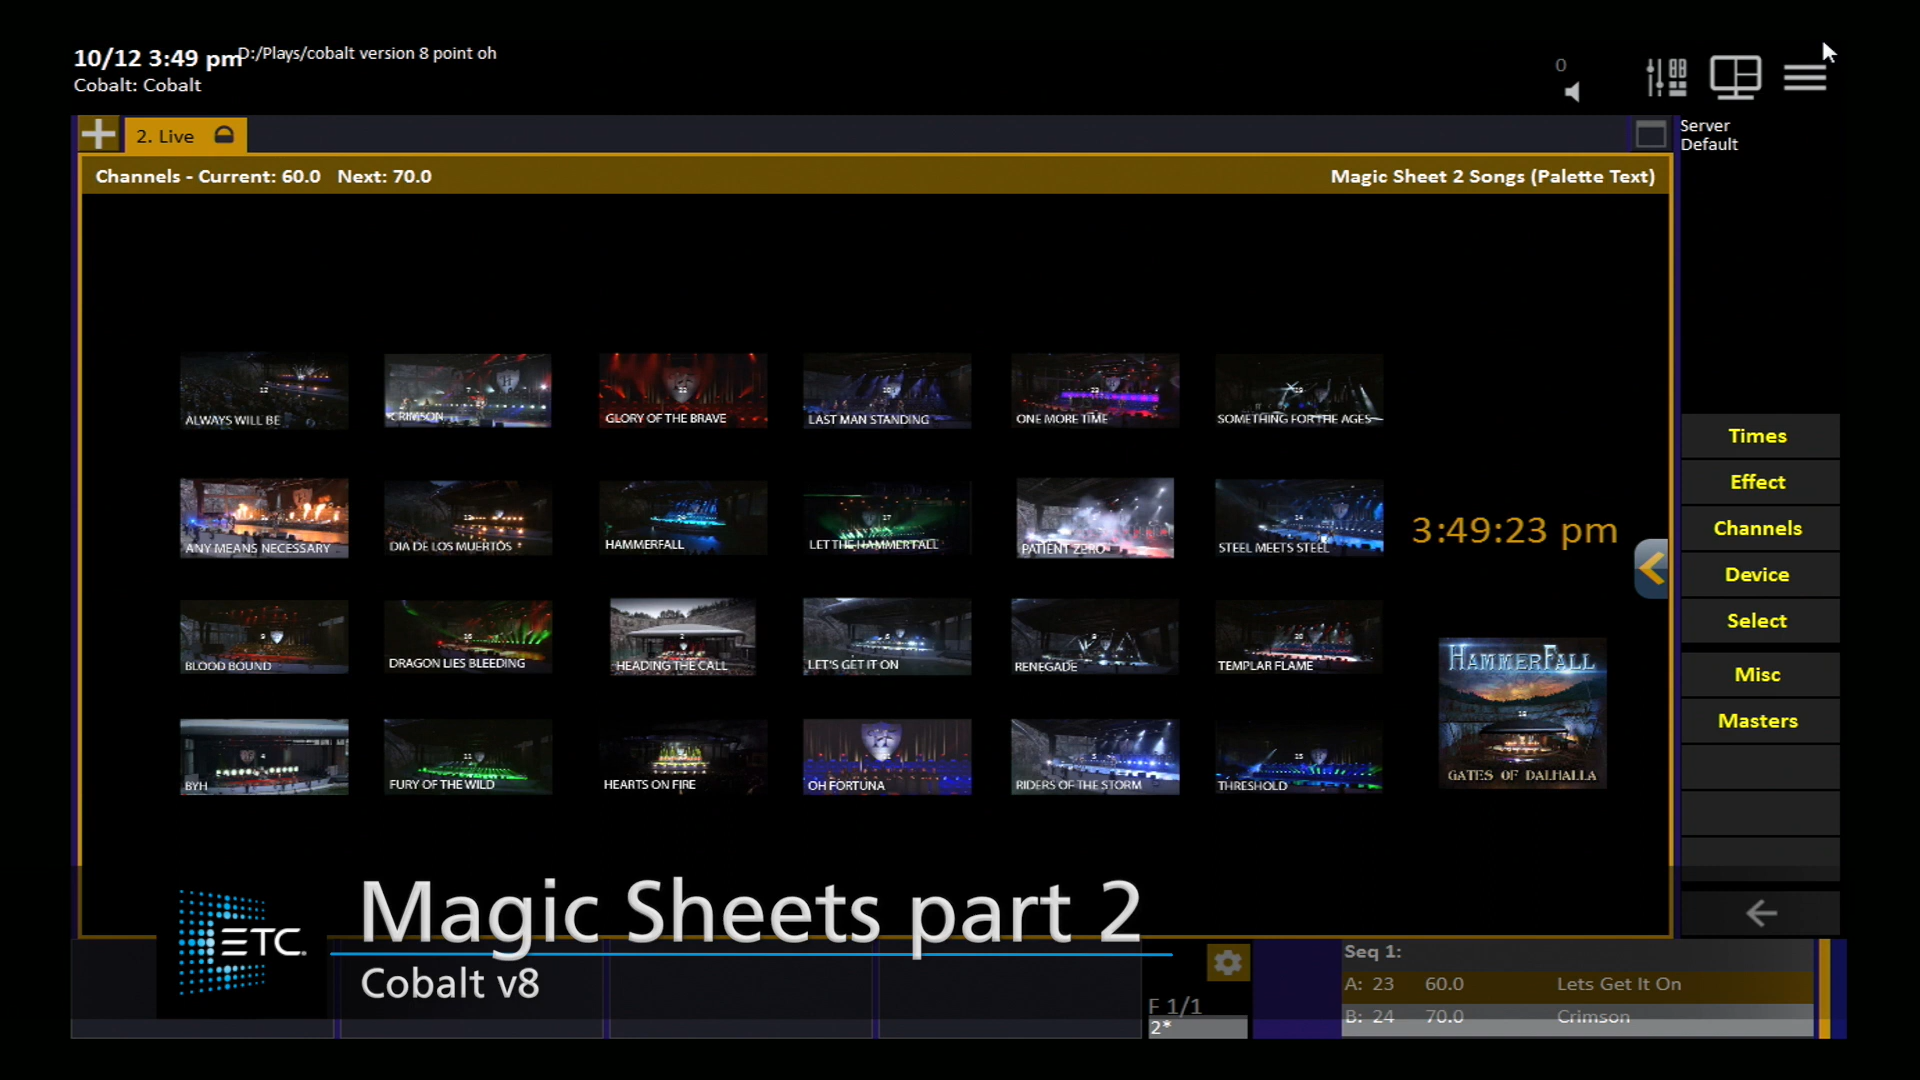 10/12 3:49 pm D:/Plays/cobalt version 8 point oh
Cobalt: Cobalt
0
2. Live
Server
Default
Channels - Current: 60.0 Next: 70.0
Magic Sheet 2 Songs (Palette Text)
ALWAYS WILL BE
CRIMSON
GLORY OF THE BRAVE
LAST MAN STANDING
ONE MORE TIME
SOMETHING FOR THE AGES
ANY MEANS NECESSARY
DIA DE LOS MUERTOS
HAMMERFALL
LET THE HAMMER FALL
PATIENT ZERO
STEEL MEETS STEEL
3:49:23 pm
BLOOD BOUND
DRAGON LIES BLEEDING
HEADING THE CALL
LET'S GET IT ON
RENEGADE
TEMPLAR FLAME
BYH
FURY OF THE WILD
HEARTS ON FIRE
OH FORTUNA
RIDERS OF THE STORM
THRESHOLD
HAMMERFALL
GATES OF DALHALLA
Times
Effect
Channels
Device
Select
Misc
Masters
ETC.
Magic Sheets part 2
Cobalt v8
F 1/1
2*
Seq 1:
A: 23 60.0 Lets Get It On
B: 24 70.0 Crimson